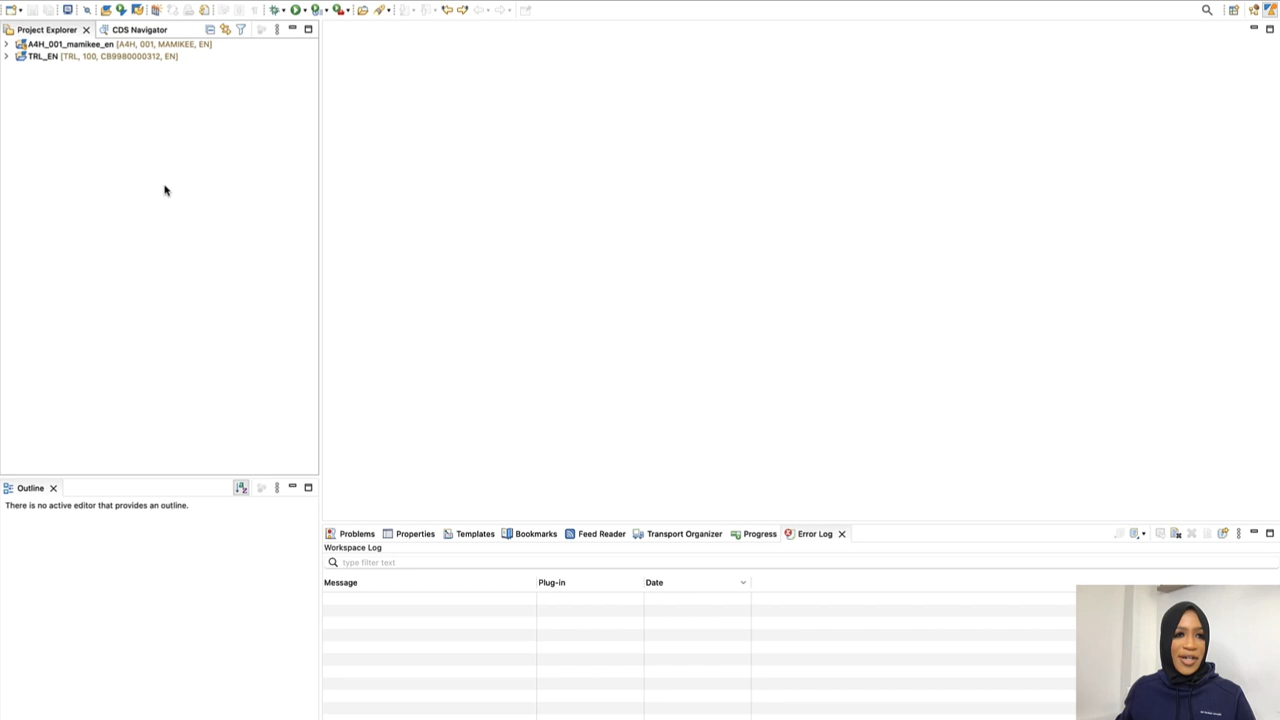 Project Explorer
CDS Navigator
A4H_001_mamikee_en [A4H, 001, MAMIKEE, EN]
TRL_EN [TRL, 100, CB9980000312, EN]
Outline
There is no active editor that provides an outline.
Problems
Properties
Templates
Bookmarks
Feed Reader
Transport Organizer
Progress
Error Log
Workspace Log
type filter text
Message
Plug-in
Date